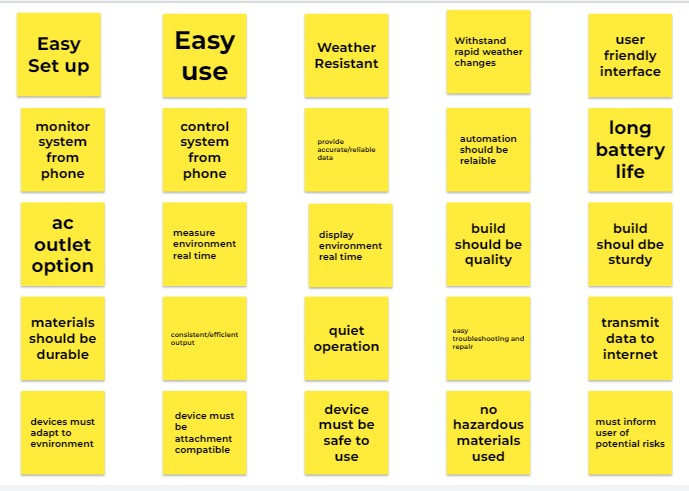 Easy
Set up
Easy
use
Weather
Resistant
Withstand
rapid weather
changes
user
friendly
interface
monitor
system
from
phone
control
system
from
phone
provide
accurate/reliable
data
automation
should be
relaible
long
battery
life
ac
outlet
option
measure
environment
real time
display
environment
real time
build
should be
quality
build
shoul dbe
sturdy
materials
should be
durable
consistent/efficient
output
quiet
operation
easy
troubleshooting and
repair
transmit
data to
internet
devices must
adapt to
evnironment
device must
be
attachment
compatible
device
must be
safe to
use
no
hazardous
materials
used
must inform
user of
potential risks